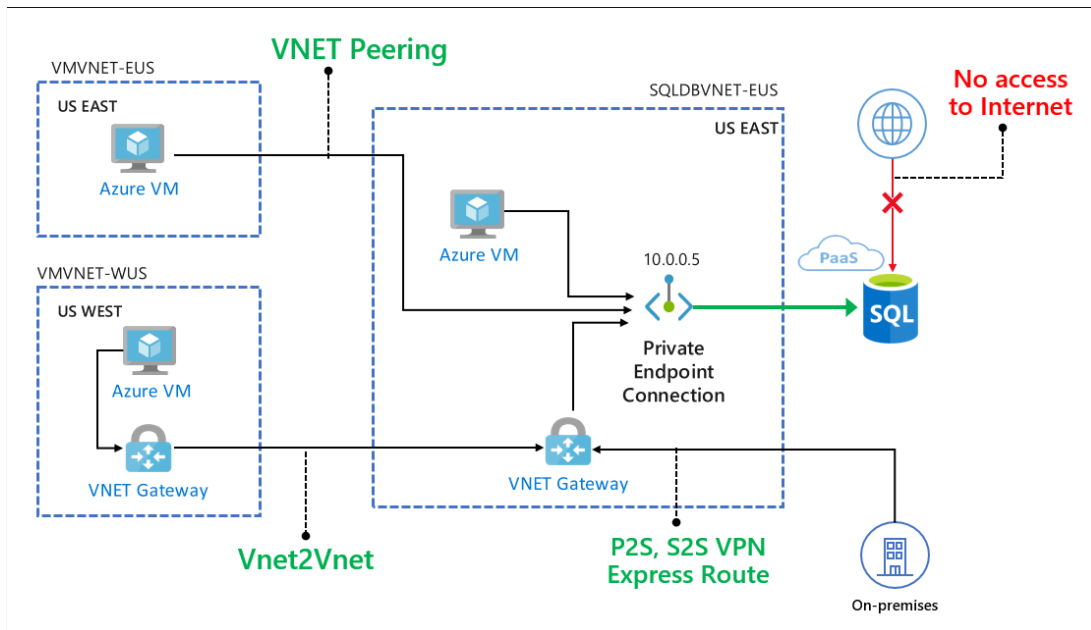 VNET Peering
VMVNET-EUS
US EAST
Azure VM
SQLDBVNET-EUS
US EAST
No access
to Internet
Azure VM
10.0.0.5
PaaS
SQL
Private
Endpoint
Connection
VMVNET-WUS
US WEST
Azure VM
VNET Gateway
VNET Gateway
Vnet2Vnet
P2S, S2S VPN
Express Route
On-premises